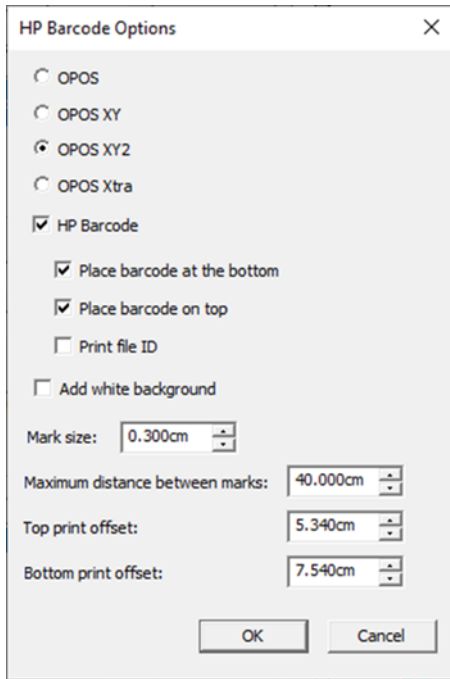 HP Barcode Options
OPOS
OPOS XY
OPOS XY2
OPOS Xtra
HP Barcode
Place barcode at the bottom
Place barcode on top
Print file ID
Add white background
Mark size: 0.300cm
Maximum distance between marks: 40.000cm
Top print offset: 5.340cm
Bottom print offset: 7.540cm
OK Cancel